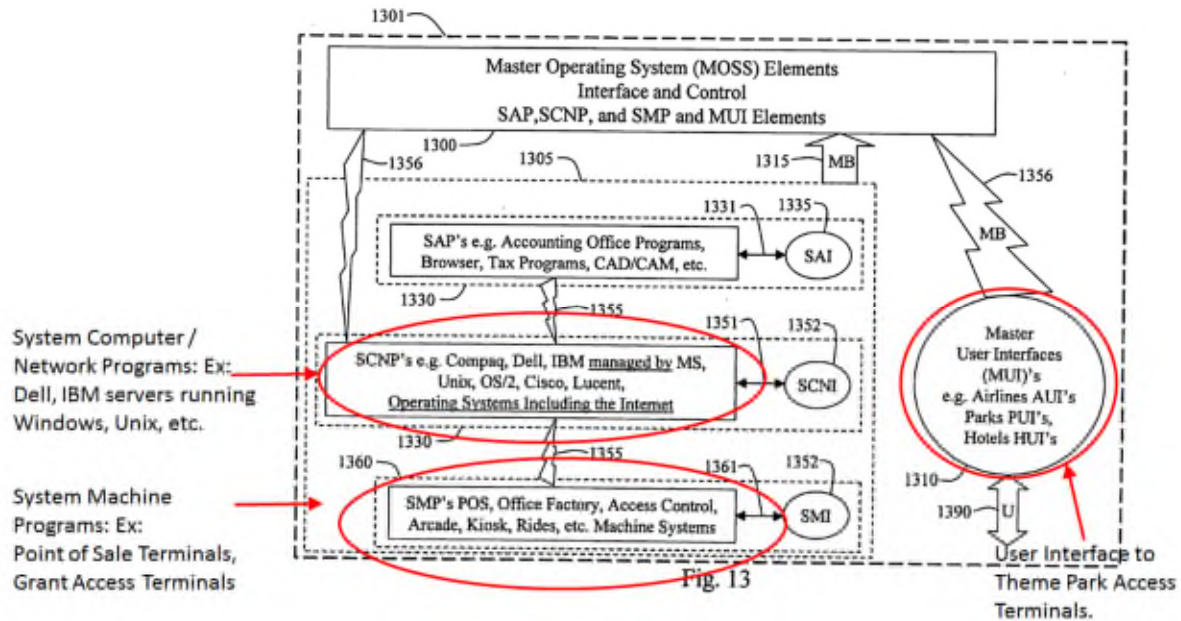 1301
Master Operating System (MOSS) Elements
Interface and Control
SAP,SCNP, and SMP and MUI Elements
1300
1356
1305
1315
MB
1356
MB
1331
1335
SAP's e.g. Accounting Office Programs,
Browser, Tax Programs, CAD/CAM, etc.
SAI
1330
1355
1351
1352
System Computer /
Network Programs: Ex:
Dell, IBM servers running
Windows, Unix, etc.
SCNP's e.g. Compaq, Dell, IBM managed by MS,
Unix, OS/2, Cisco, Lucent,
Operating Systems Including the Internet
SCNI
Master
User Interfaces
(MUI)'s
e.g. Airlines AUI's
Parks PUI's,
Hotels HUI's
1330
1355
1360
1361
1352
1310
System Machine
Programs: Ex:
Point of Sale Terminals,
Grant Access Terminals
SMP's POS, Office Factory, Access Control,
Arcade, Kiosk, Rides, etc. Machine Systems
SMI
1390
U
Fig. 13
User Interface to
Theme Park Access
Terminals.